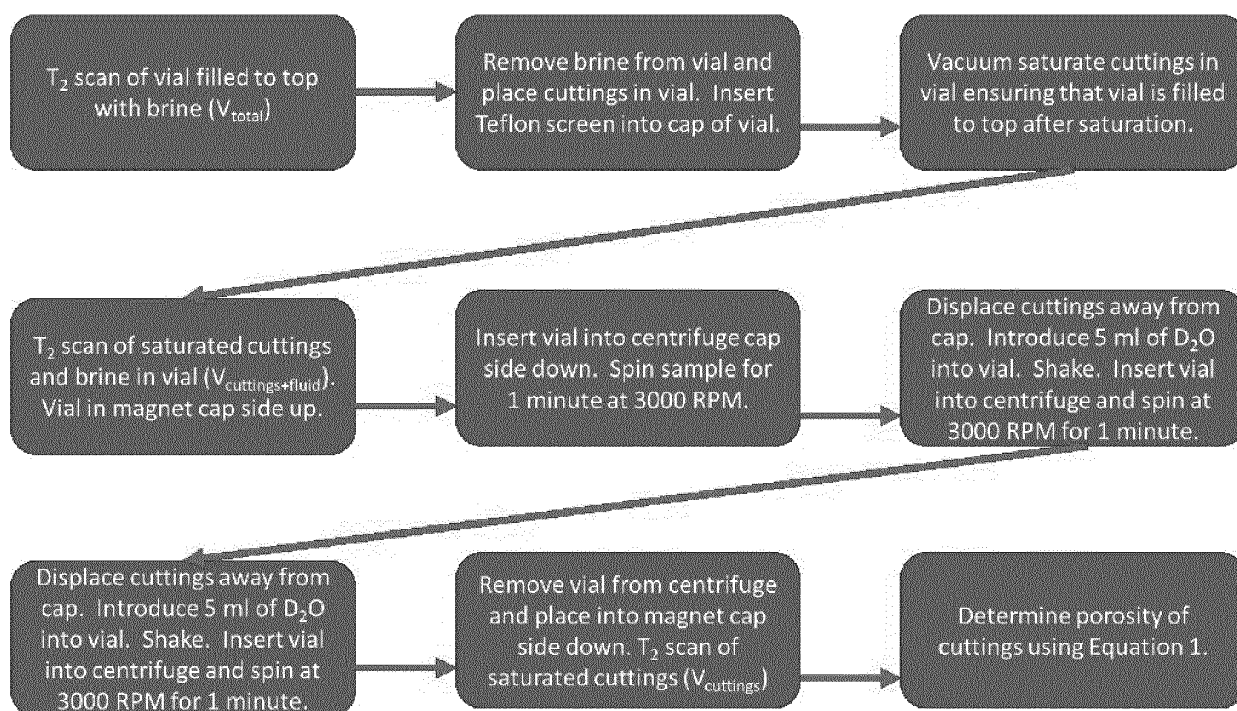 T₂ scan of vial filled to top
with brine (V_total)
Remove brine from vial and
place cuttings in vial. Insert
Teflon screen into cap of vial.
Vacuum saturate cuttings in
vial ensuring that vial is filled
to top after saturation.
T₂ scan of saturated cuttings
and brine in vial (V_cuttings+fluid).
Vial in magnet cap side up.
Insert vial into centrifuge cap
side down. Spin sample for
1 minute at 3000 RPM.
Displace cuttings away from
cap. Introduce 5 ml of D₂O
into vial. Shake. Insert vial
into centrifuge and spin at
3000 RPM for 1 minute.
Displace cuttings away from
cap. Introduce 5 ml of D₂O
into vial. Shake. Insert vial
into centrifuge and spin at
3000 RPM for 1 minute.
Remove vial from centrifuge
and place into magnet cap
side down. T₂ scan of
saturated cuttings (V_cuttings)
Determine porosity of
cuttings using Equation 1.